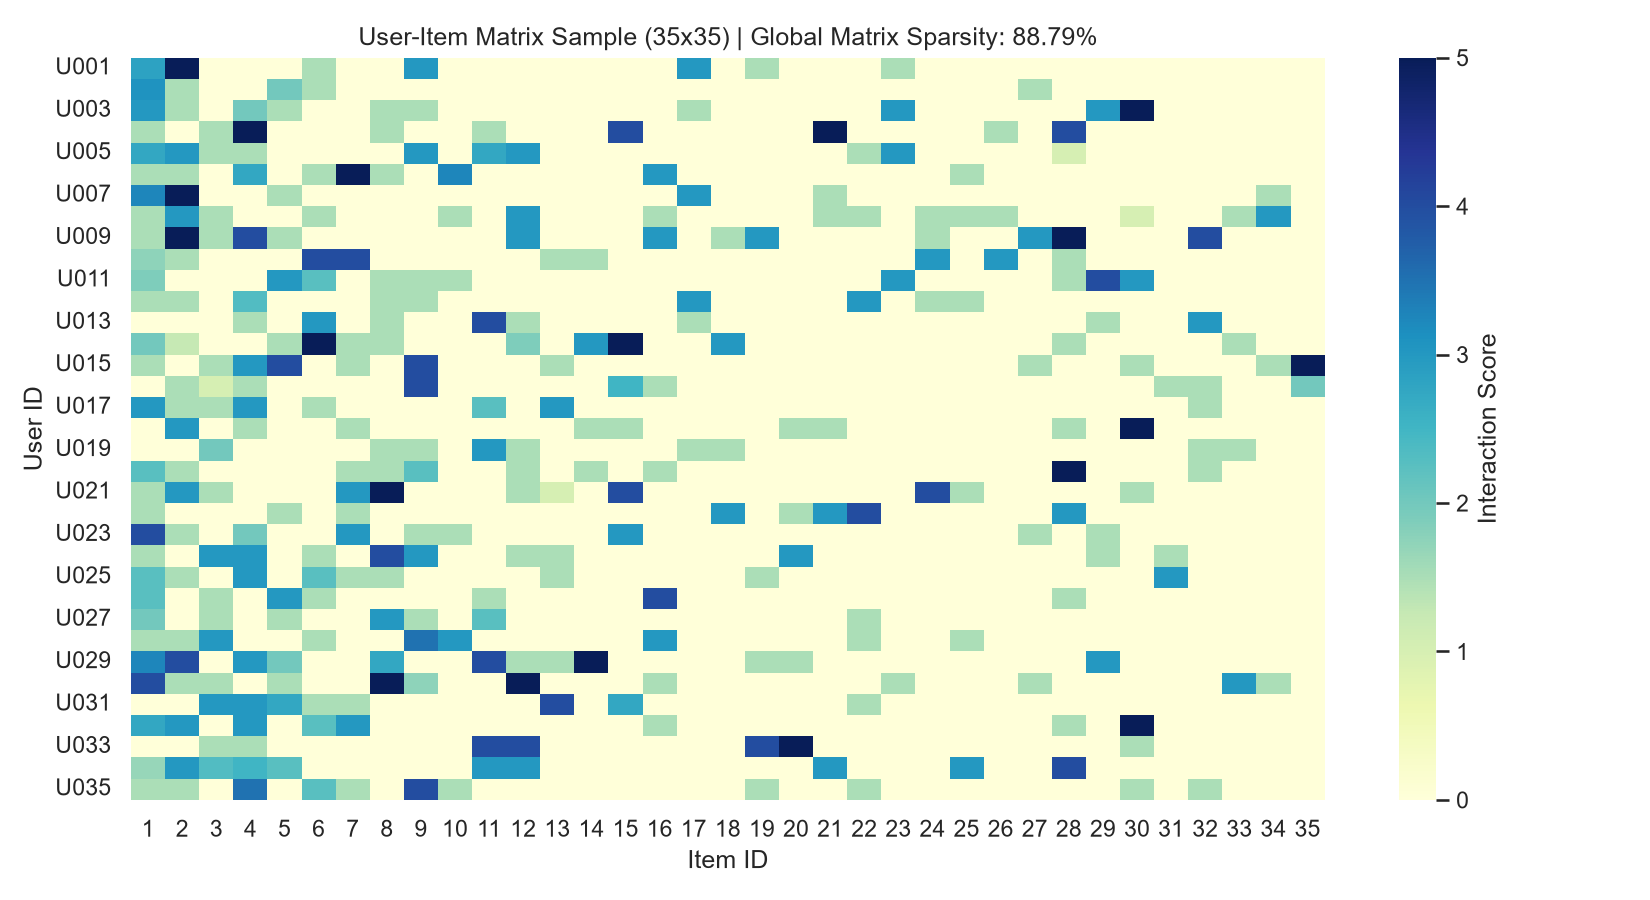 User-Item Matrix Sample (35x35) | Global Matrix Sparsity: 88.79%
U001
U003
U005
U007
U009
U011
U013
U015
U017
U019
U021
U023
U025
U027
U029
U031
U033
U035
User ID
1 2 3 4 5 6 7 8 9 10 11 12 13 14 15 16 17 18 19 20 21 22 23 24 25 26 27 28 29 30 31 32 33 34 35
Item ID
5
4
3
2
1
0
Interaction Score